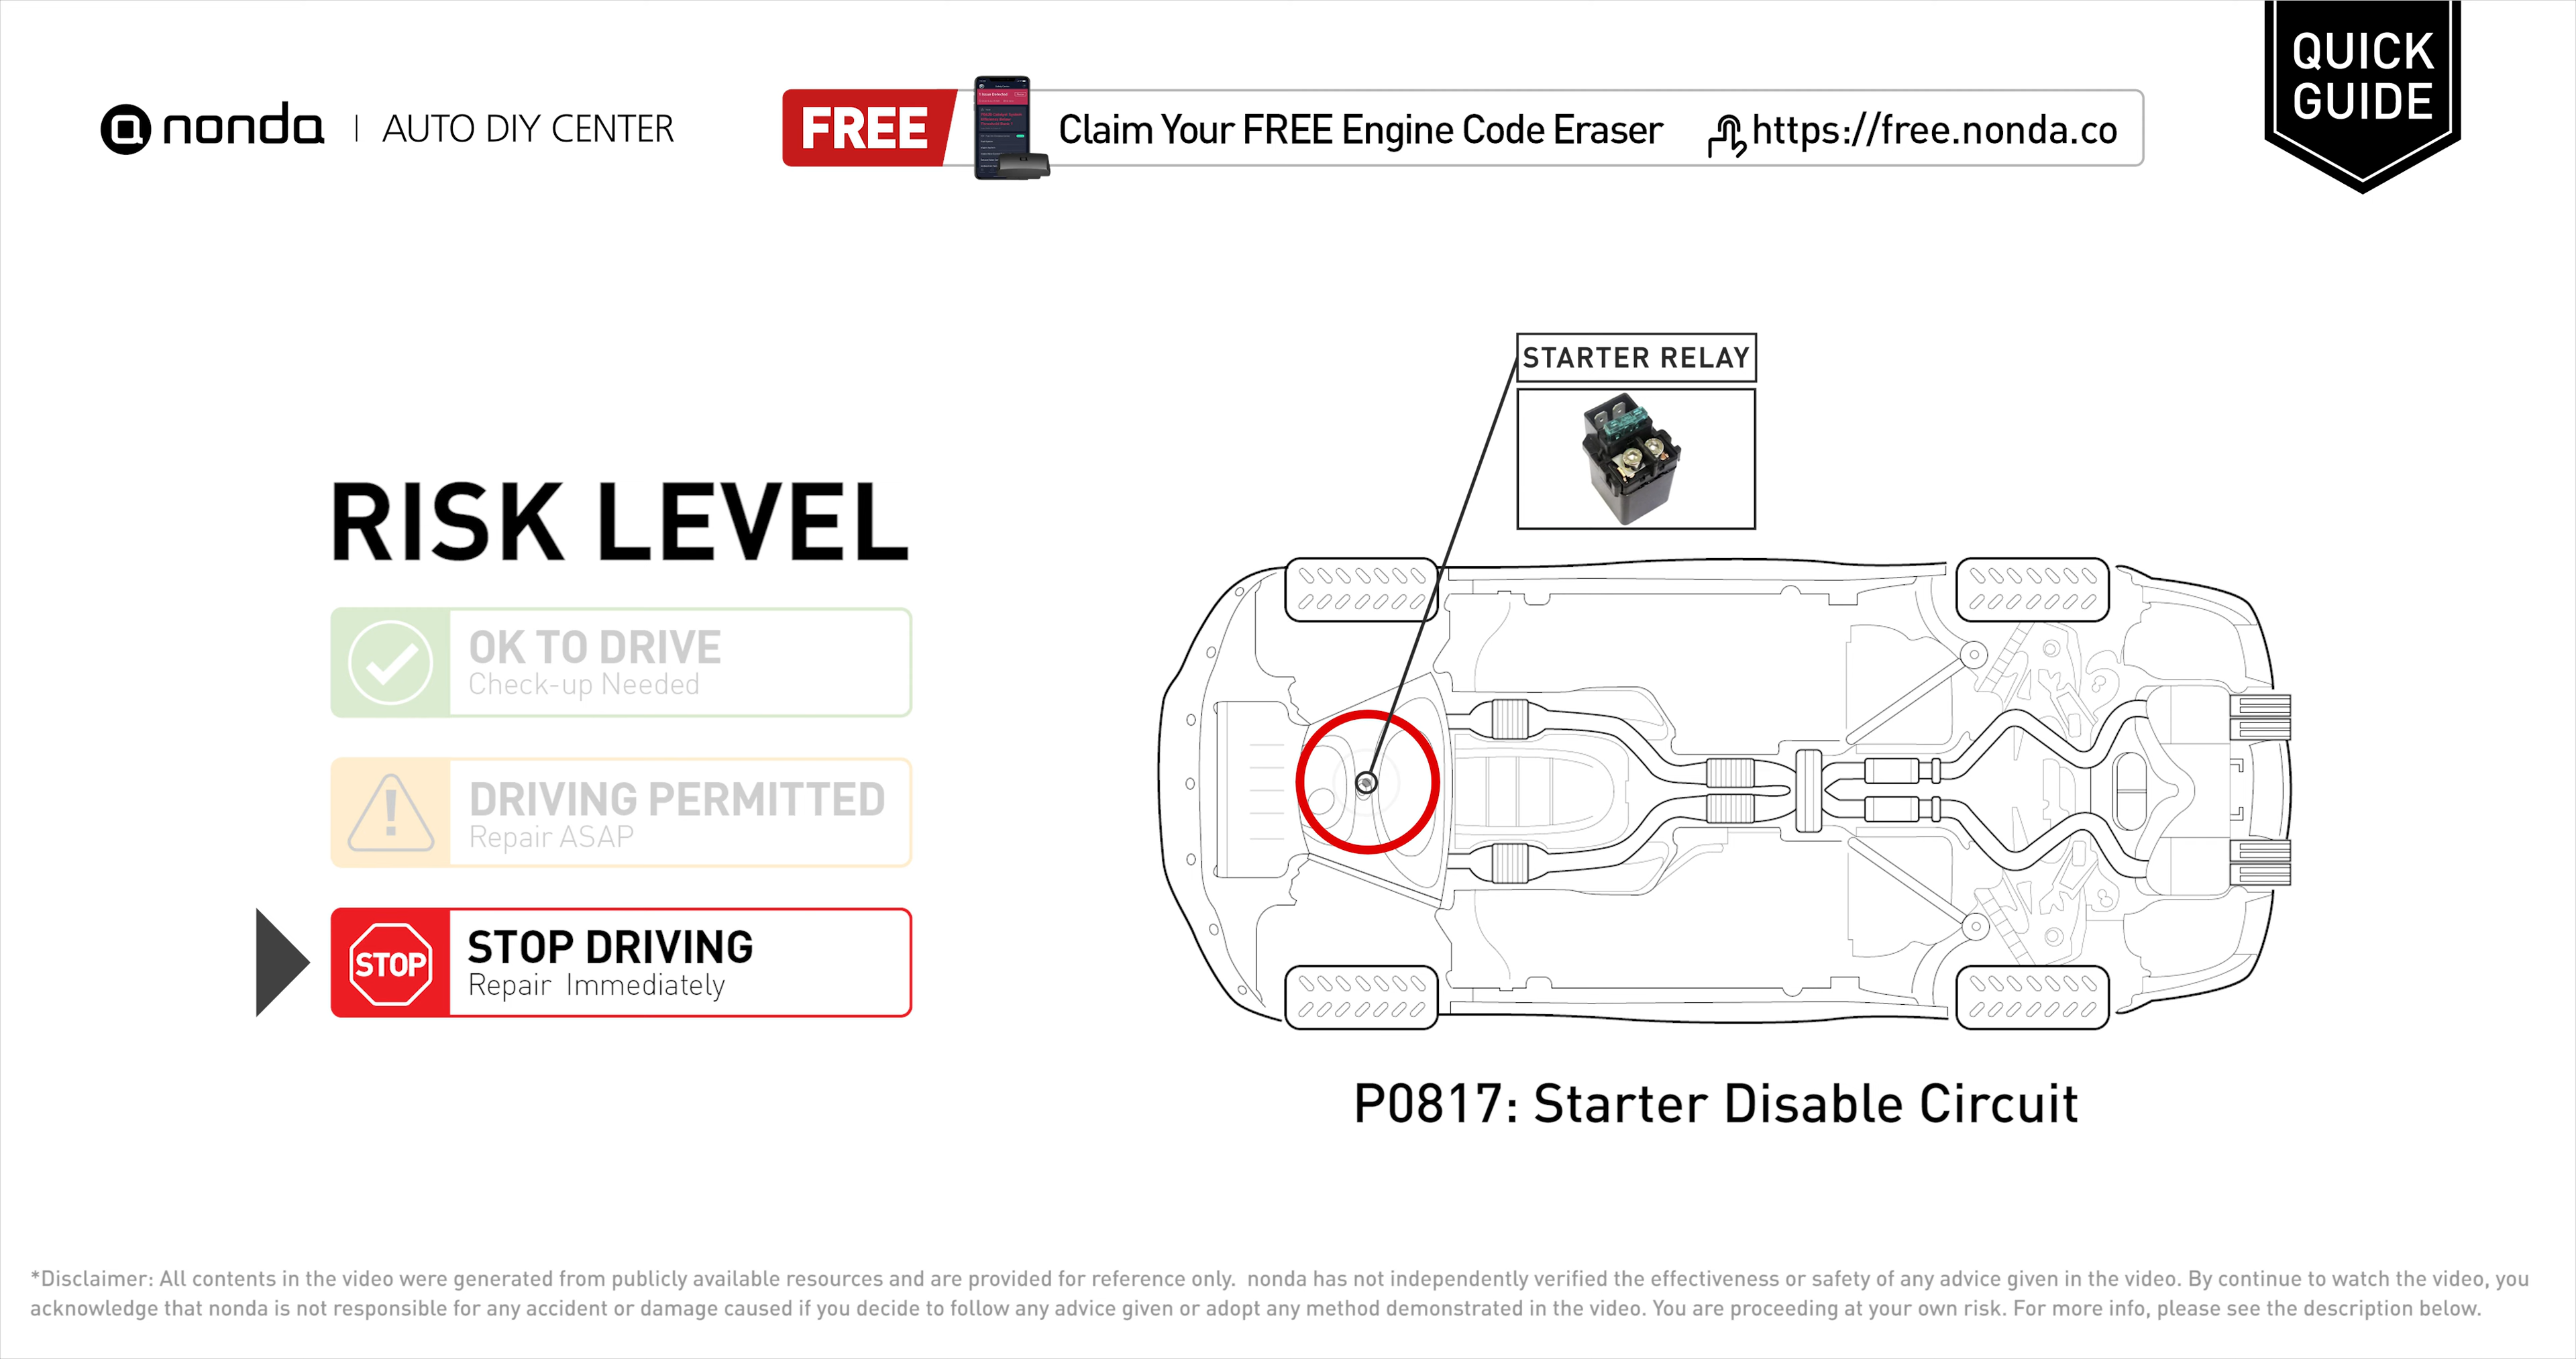 nonda | AUTO DIY CENTER
FREE
Claim Your FREE Engine Code Eraser
https://free.nonda.co
QUICK
GUIDE
STARTER RELAY
RISK LEVEL
OK TO DRIVE
Check-up Needed
DRIVING PERMITTED
Repair ASAP
STOP
STOP DRIVING
Repair Immediately
P0817: Starter Disable Circuit
*Disclaimer: All contents in the video were generated from publicly available resources and are provided for reference only. nonda has not independently verified the effectiveness or safety of any advice given in the video. By continue to watch the video, you
acknowledge that nonda is not responsible for any accident or damage caused if you decide to follow any advice given or adopt any method demonstrated in the video. You are proceeding at your own risk. For more info, please see the description below.